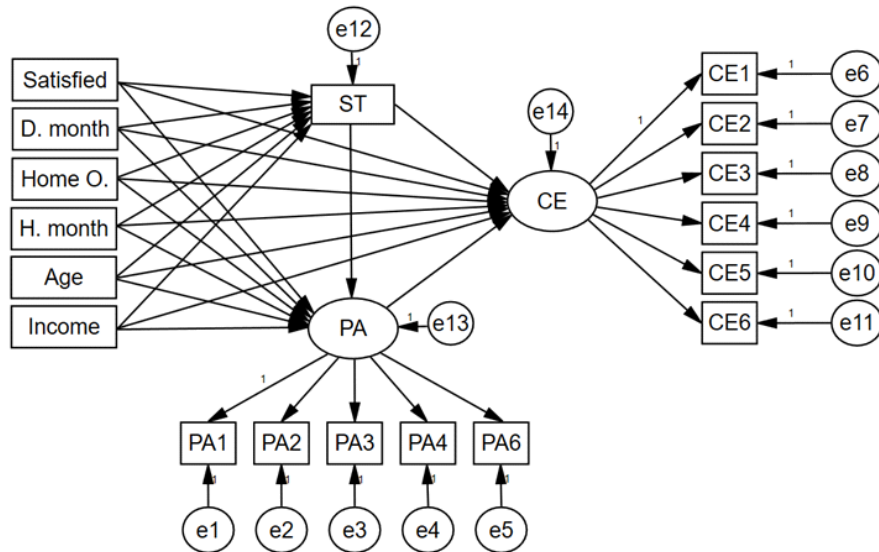 e12
1
Satisfied
ST
D. month
Home O.
H. month
Age
Income
e14
1
CE
1
CE1
1
e6
CE2
1
e7
CE3
1
e8
CE4
1
e9
CE5
1
e10
CE6
1
e11
PA
1
e13
1
PA1
PA2
PA3
PA4
PA6
1
1
1
1
1
e1
e2
e3
e4
e5